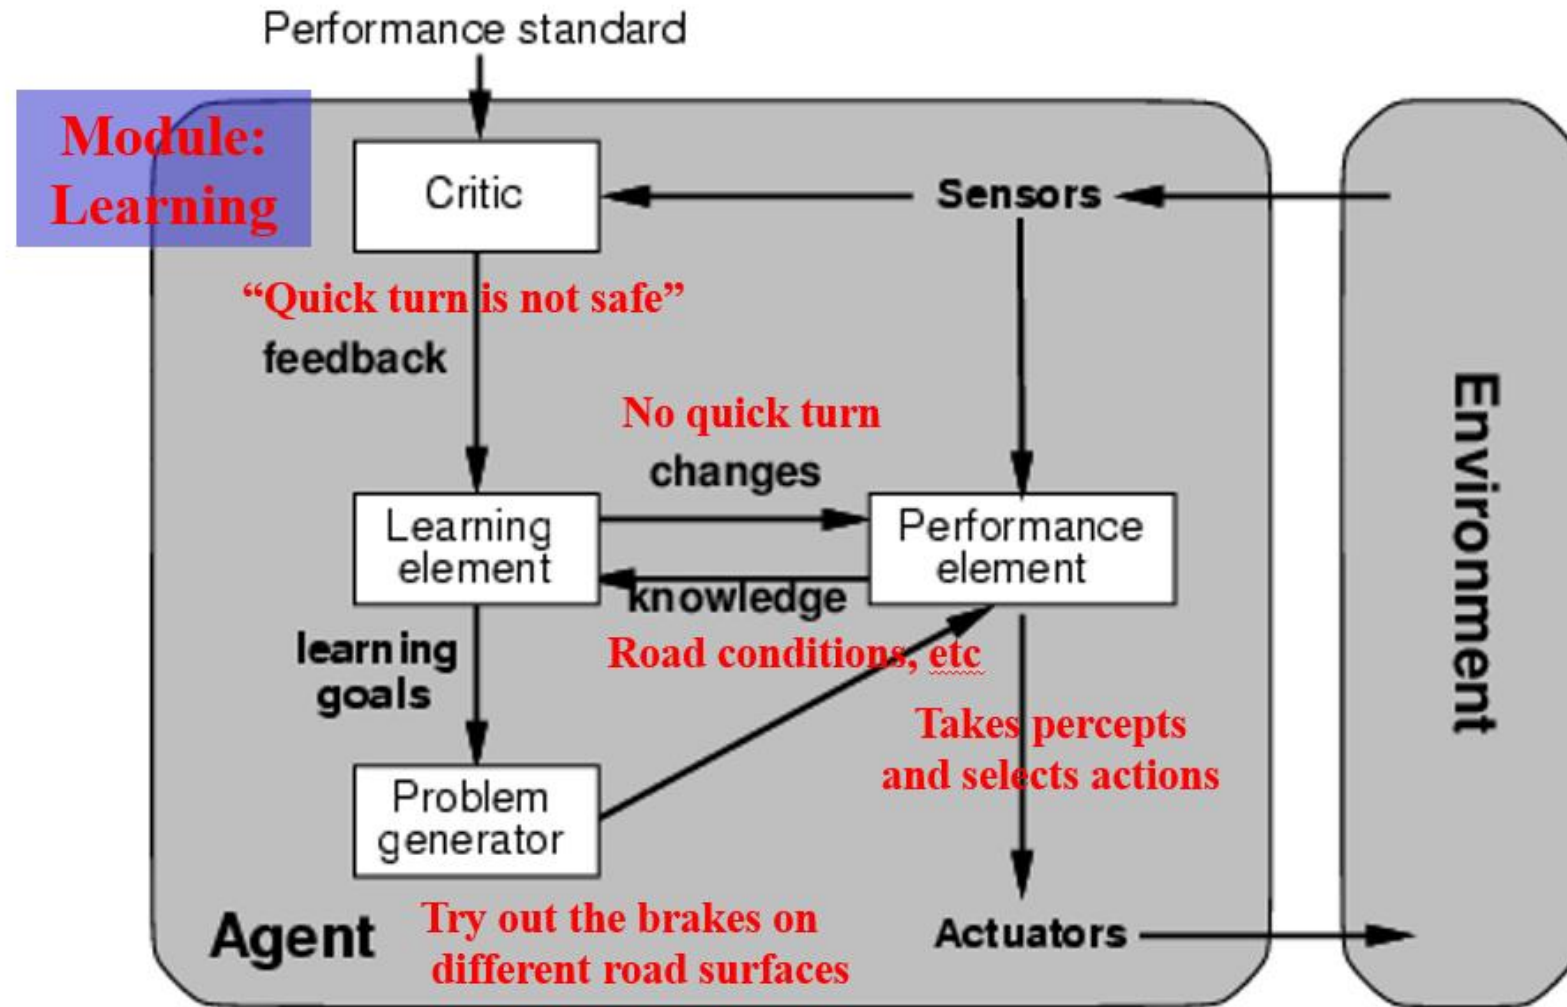 Performance standard
Module:
Learning
Critic
Sensors
“Quick turn is not safe”
feedback
No quick turn
changes
Learning
element
Performance
element
knowledge
Road conditions, etc
learning
goals
Takes percepts
and selects actions
Problem
generator
Try out the brakes on
different road surfaces
Agent
Actuators
Environment